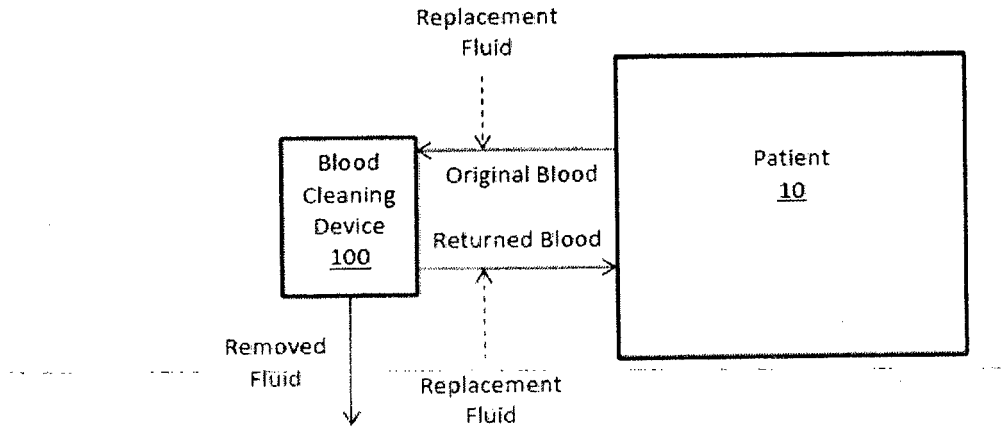 Replacement
Fluid
Blood
Cleaning
Device
100
Original Blood
Returned Blood
Patient
10
Removed
Fluid
Replacement
Fluid